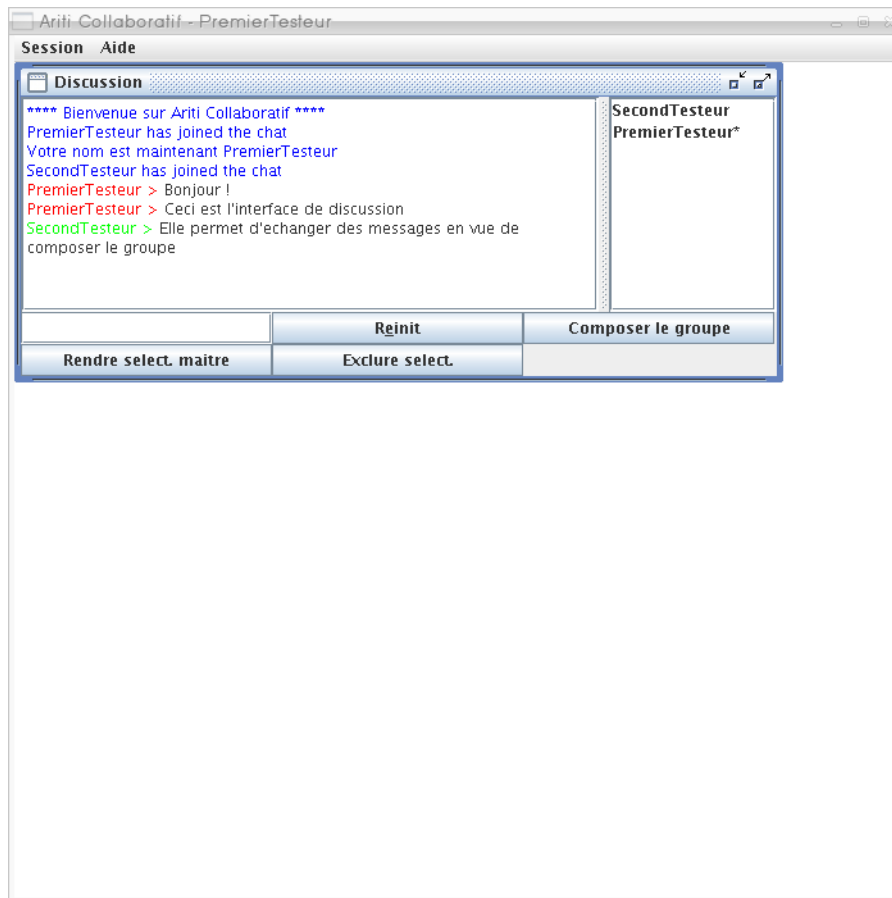 Ariti Collaboratif - PremierTesteur
Session Aide
Discussion
**** Bienvenue sur Ariti Collaboratif ****
PremierTesteur has joined the chat
Votre nom est maintenant PremierTesteur
SecondTesteur has joined the chat
PremierTesteur > Bonjour !
PremierTesteur > Ceci est l'interface de discussion
SecondTesteur > Elle permet d'echanger des messages en vue de
composer le groupe
SecondTesteur
PremierTesteur*
Reinit
Composer le groupe
Rendre select. maitre
Exclure select.